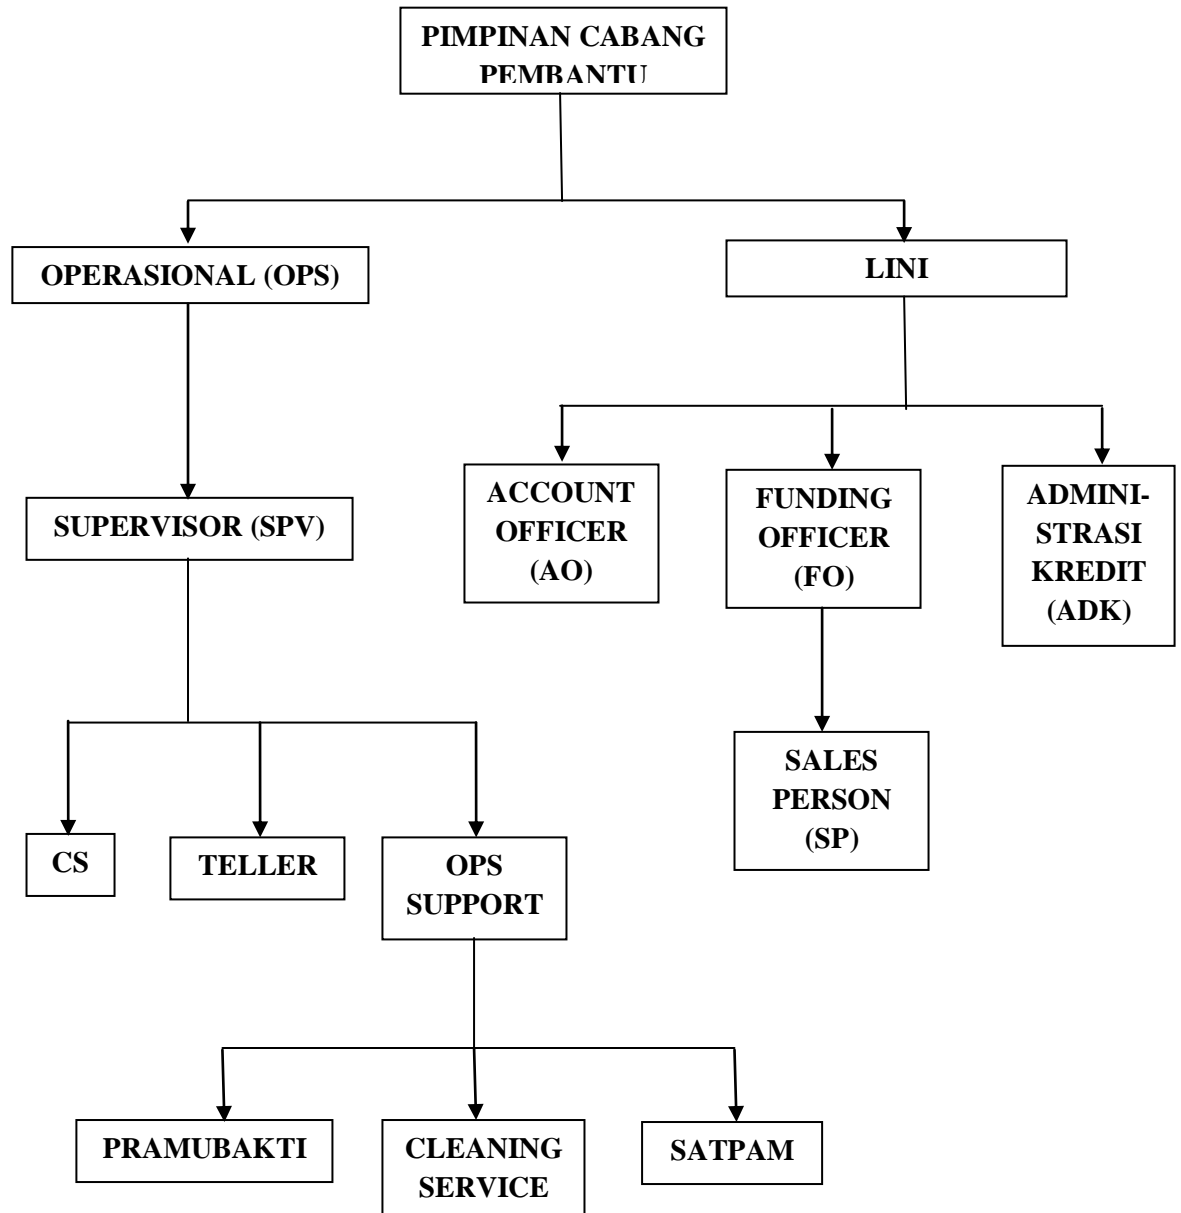 PIMPINAN CABANG
PEMBANTU
OPERASIONAL (OPS)
LINI
SUPERVISOR (SPV)
ACCOUNT
OFFICER
(AO)
FUNDING
OFFICER
(FO)
ADMINI-
STRASI
KREDIT
(ADK)
SALES
PERSON
(SP)
CS
TELLER
OPS
SUPPORT
PRAMUBAKTI
CLEANING
SERVICE
SATPAM